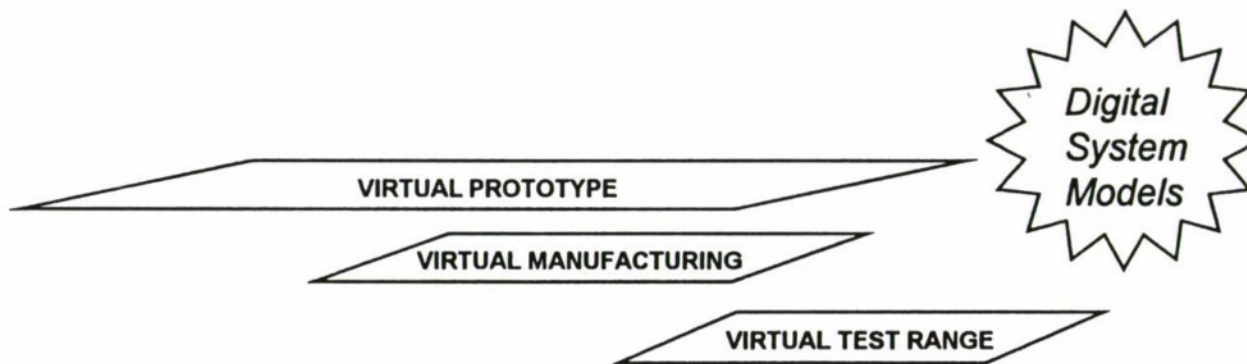 Digital
System
Models
VIRTUAL PROTOTYPE
VIRTUAL MANUFACTURING
VIRTUAL TEST RANGE